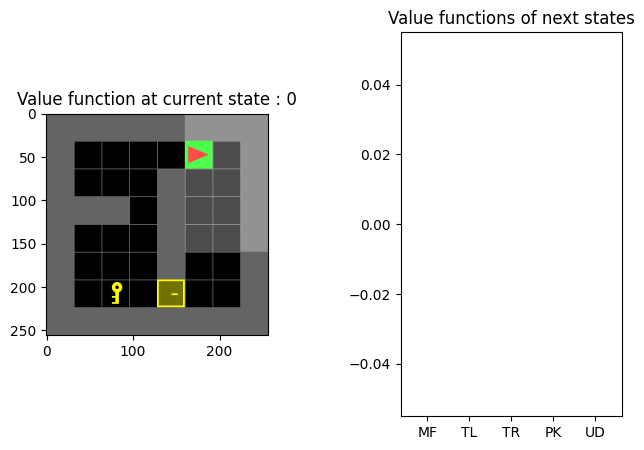 Value functions of next states
Value function at current state : 0
0
50
100
150
200
250
0
100
200
0.04
0.02
0.00
−0.02
−0.04
MF
TL
TR
PK
UD